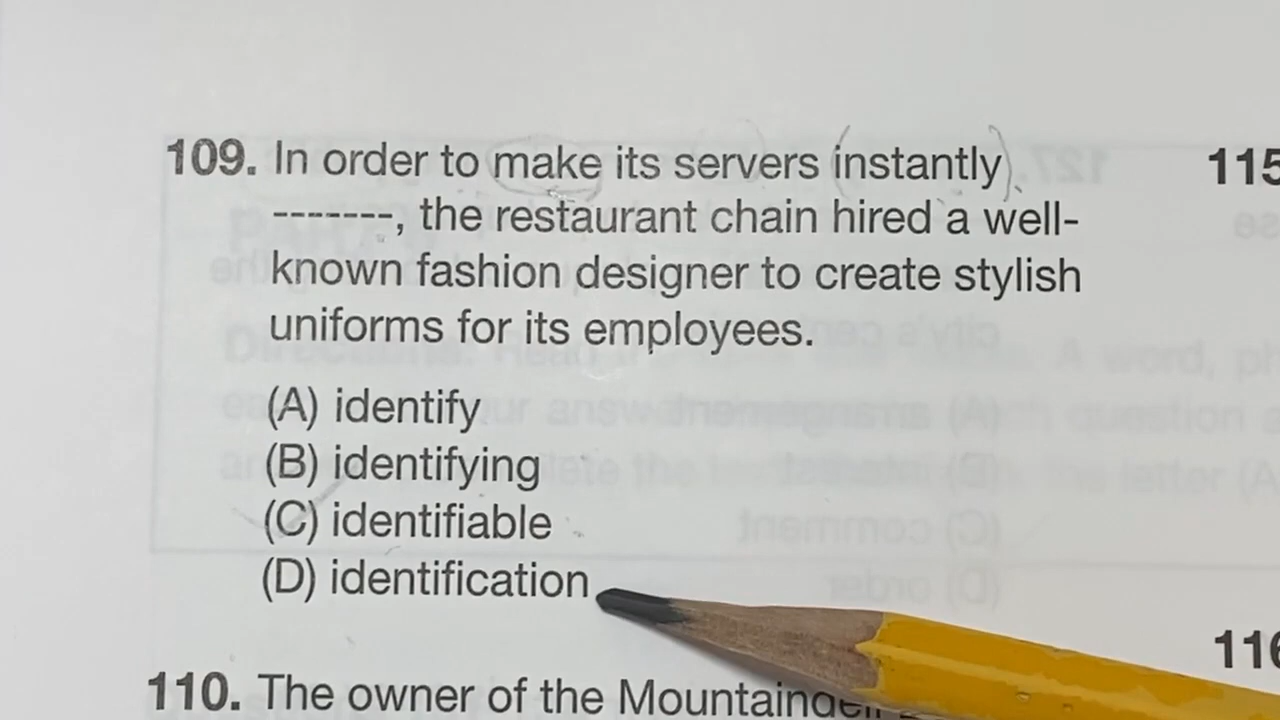 109. In order to make its servers instantly
-------, the restaurant chain hired a well-
known fashion designer to create stylish
uniforms for its employees.
(A) identify
(B) identifying
(C) identifiable
(D) identification
110. The owner of the
115
116